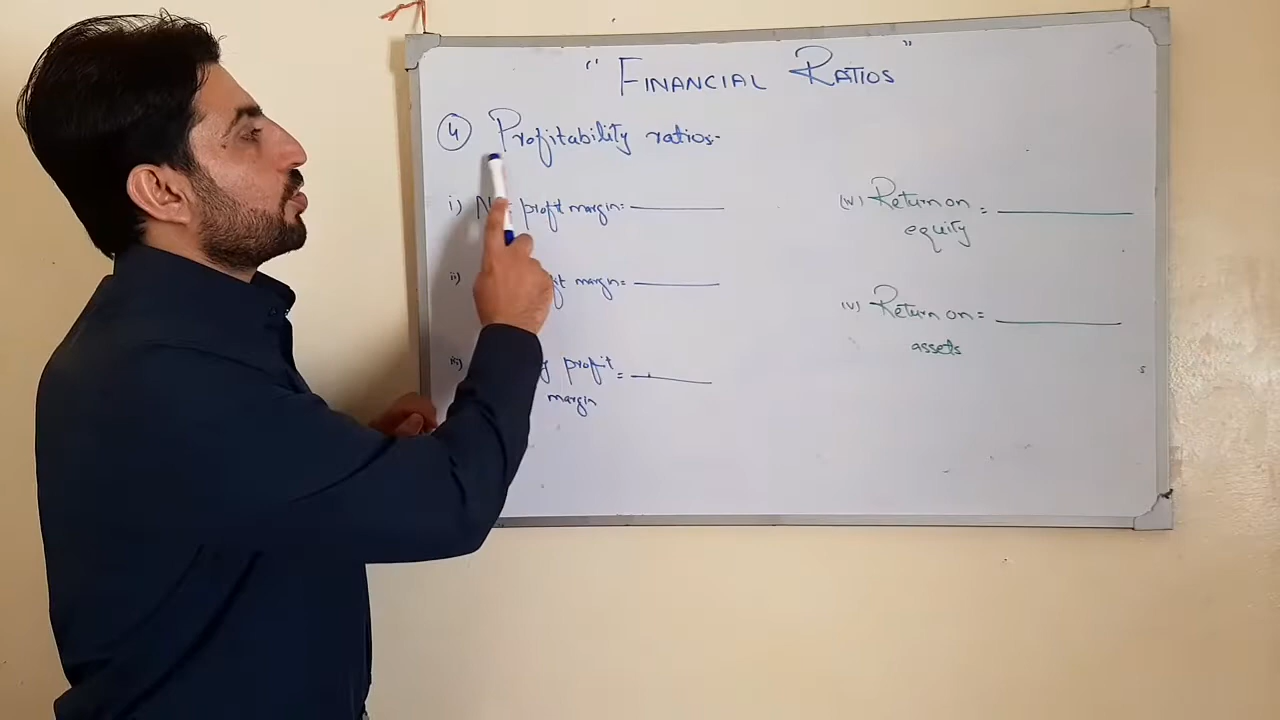 " FINANCIAL RATIOS "
4 Profitability ratios-
i) profit margin =
ii) margin =
iii) profit
margin =
(iv) Return on
equity =
(v) Return on =
assets